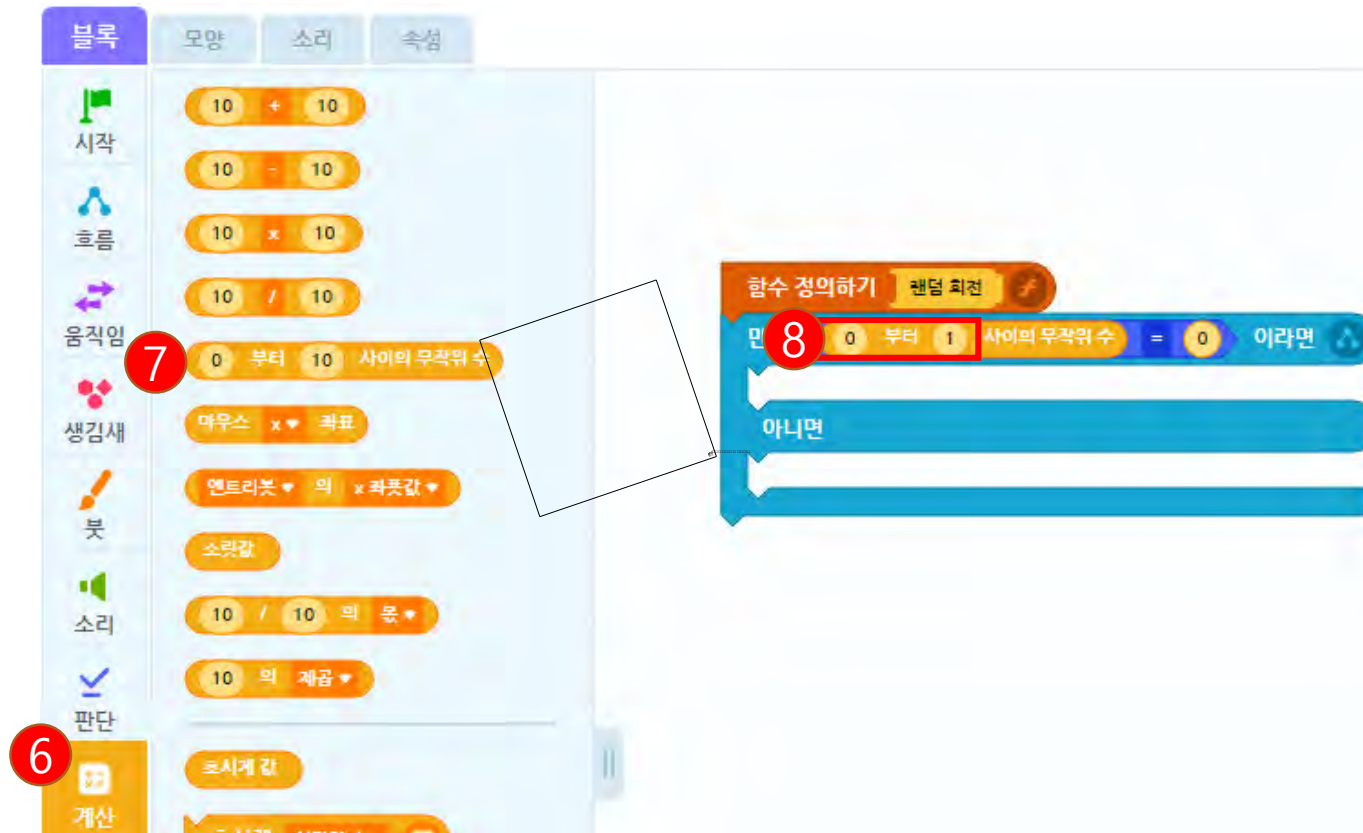 블록 모양 소리 속성
시작
흐름
움직임
생김새
붓
소리
판단
6
계산
10 + 10
10 - 10
10 x 10
10 / 10
7
0 부터 10 사이의 무작위 수
마우스 x 좌표
엔트리봇 의 x 좌푯값
소릿값
10 / 10 의 몫
10 의 제곱
초시계 값
함수 정의하기 랜덤 회전
8 0 부터 1 사이의 무작위 수 = 0 이라면
아니면